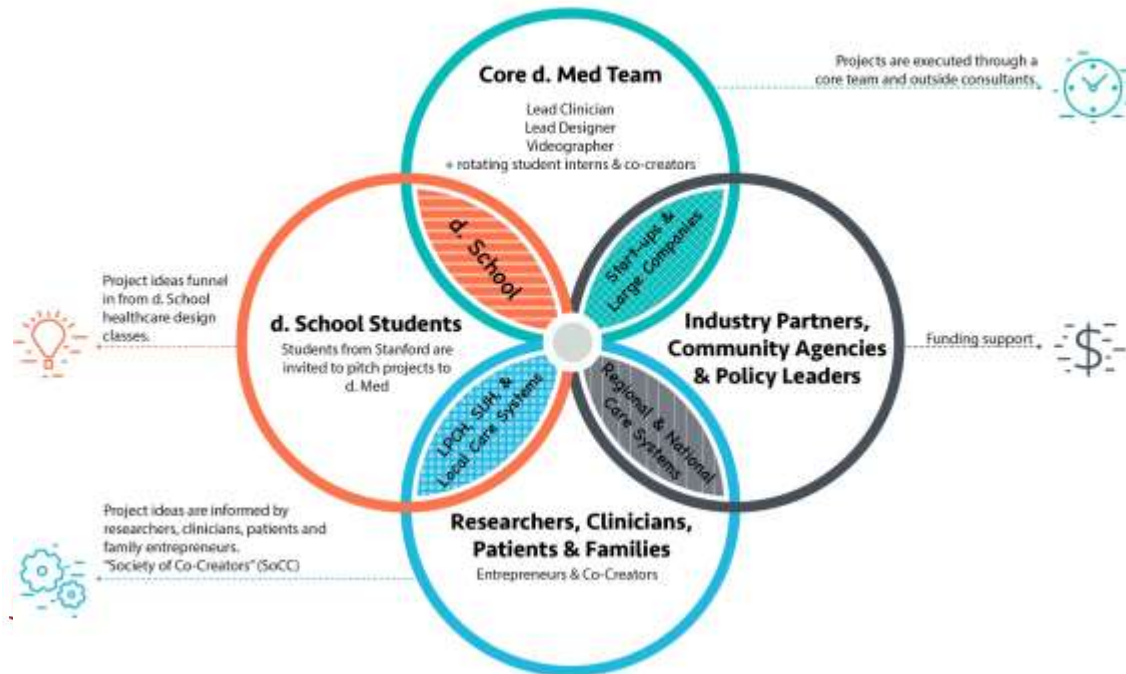 Core d. Med Team
Lead Clinician
Lead Designer
Videographer
+ rotating student interns & co-creators
Projects are executed through a
core team and outside consultants.
d. School
Start-ups &
Large Companies
Project ideas funnel
in from d. School
healthcare design
classes.
d. School Students
Students from Stanford are
invited to pitch projects to
d. Med
Industry Partners,
Community Agencies
& Policy Leaders
Funding support
$
LPCH, SUH, &
Local Care Systems
Regional & National
Care Systems
Project ideas are informed by
researchers, clinicians, patients and
family entrepreneurs.
"Society of Co-Creators" (SoCC)
Researchers, Clinicians,
Patients & Families
Entrepreneurs & Co-Creators